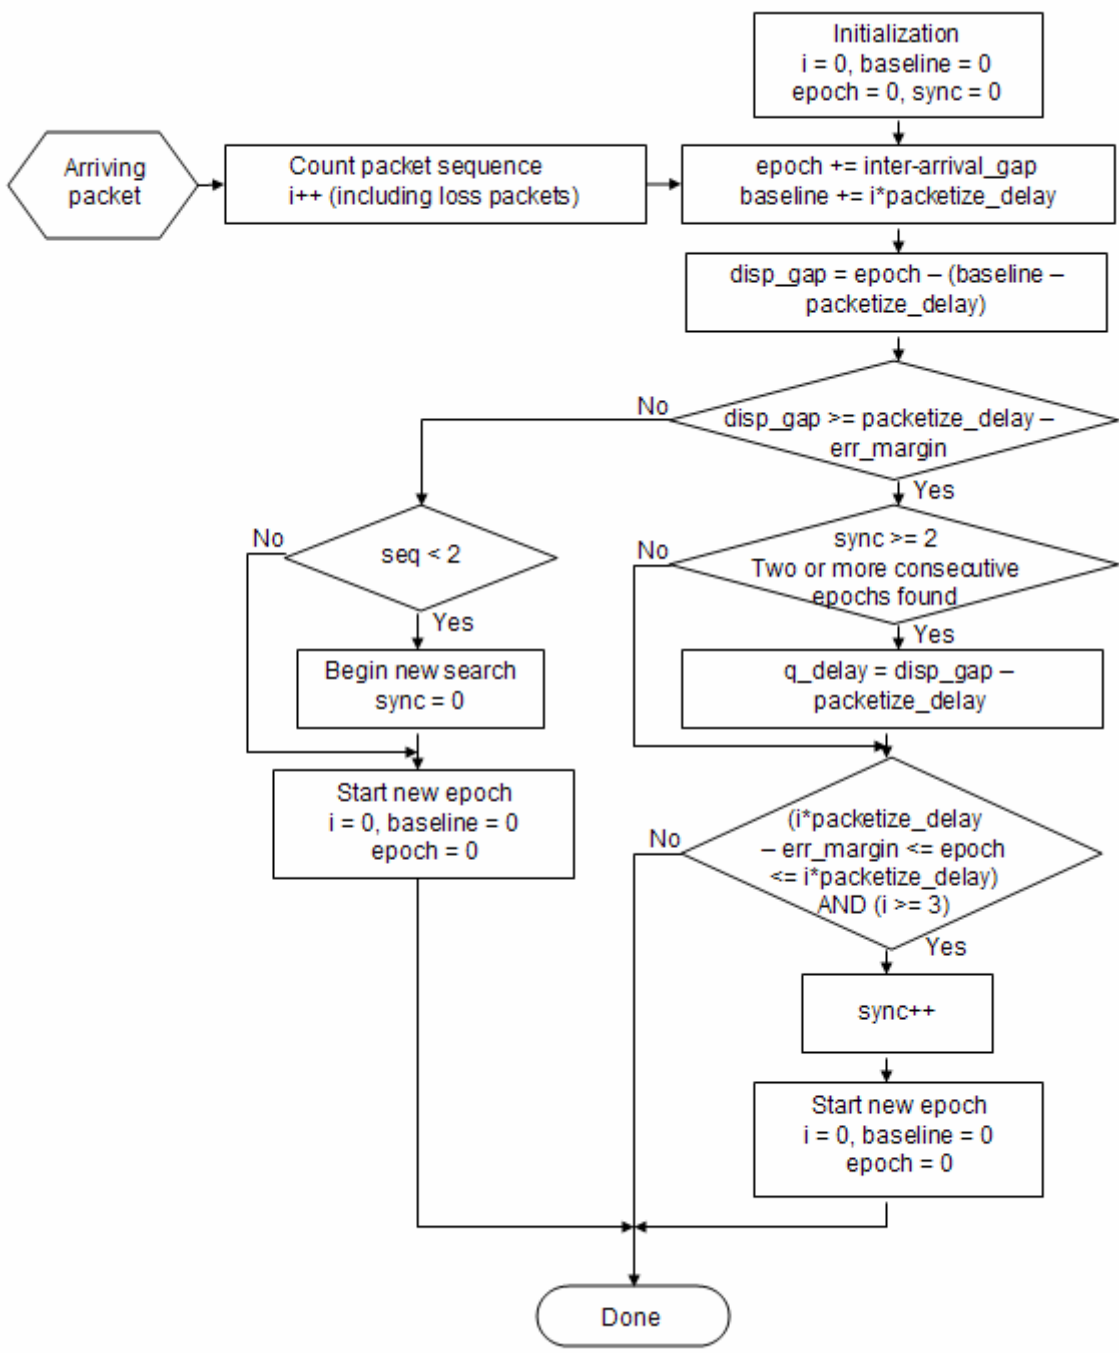 Initialization
i = 0, baseline = 0
epoch = 0, sync = 0
Arriving
packet
Count packet sequence
i++ (including loss packets)
epoch += inter-arrival_gap
baseline += i*packetize_delay
disp_gap = epoch – (baseline –
packetize_delay)
disp_gap >= packetize_delay –
err_margin
No
Yes
seq < 2
No
Yes
Begin new search
sync = 0
Start new epoch
i = 0, baseline = 0
epoch = 0
sync >= 2
Two or more consecutive
epochs found
No
Yes
q_delay = disp_gap –
packetize_delay
(i*packetize_delay
– err_margin <= epoch
<= i*packetize_delay)
AND (i >= 3)
No
Yes
sync++
Start new epoch
i = 0, baseline = 0
epoch = 0
Done